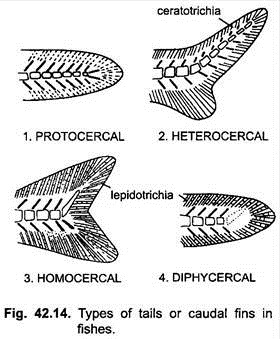 ceratotrichia
1. PROTOCERCAL
2. HETEROCERCAL
lepidotrichia
3. HOMOCERCAL
4. DIPHYCERCAL
Fig. 42.14. Types of tails or caudal fins in
fishes.